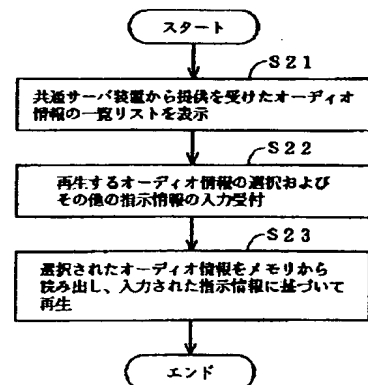 スタート
S21
共通サーバ装置から提供を受けたオーディオ
情報の一覧リストを表示
S22
再生するオーディオ情報の選択および
その他の指示情報の入力受付
S23
選択されたオーディオ情報をメモリから
読み出し、入力された指示情報に基づいて
再生
エンド